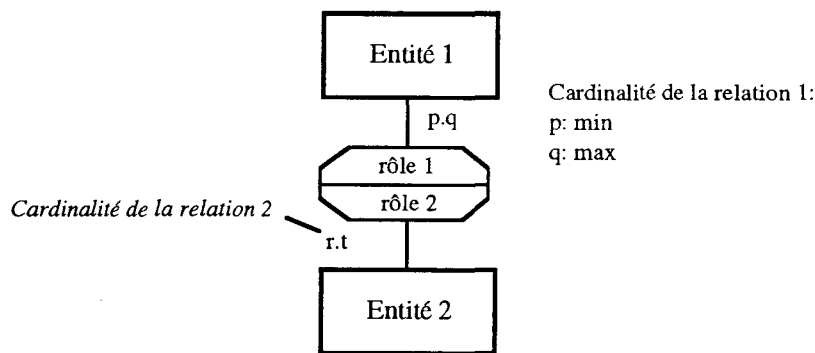 Entité 1
p.q
Cardinalité de la relation 1:
p: min
q: max
rôle 1
rôle 2
Cardinalité de la relation 2
r.t
Entité 2